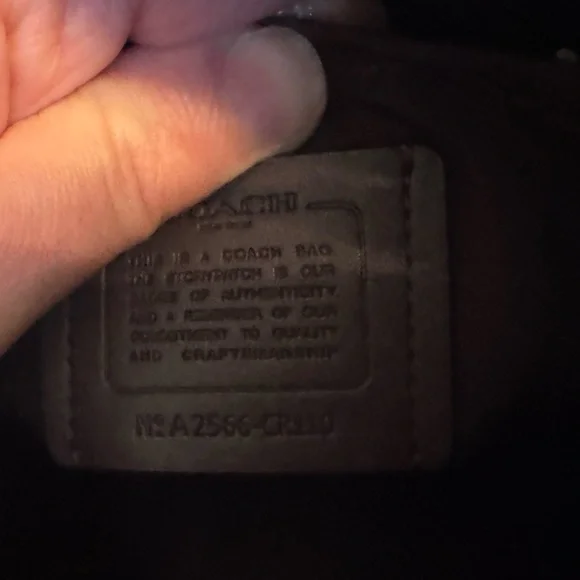 COACH
THIS IS A COACH BAG.
THE STORYPATCH IS OUR
BADGE OF AUTHENTICITY
AND A REMINDER OF OUR
COMMITMENT TO QUALITY
AND CRAFTSMANSHIP
Nº A2566-